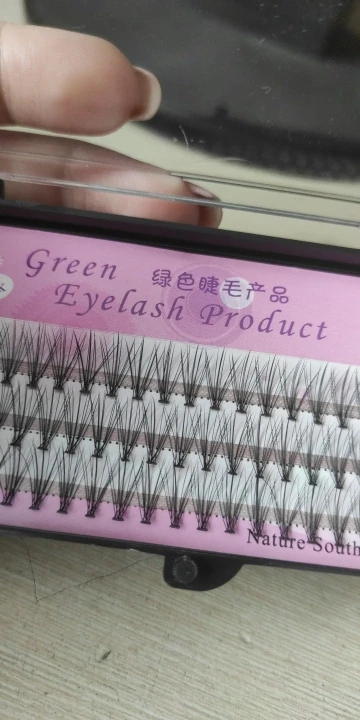 Green
绿色睫毛产品
Eyelash Product
Nature South